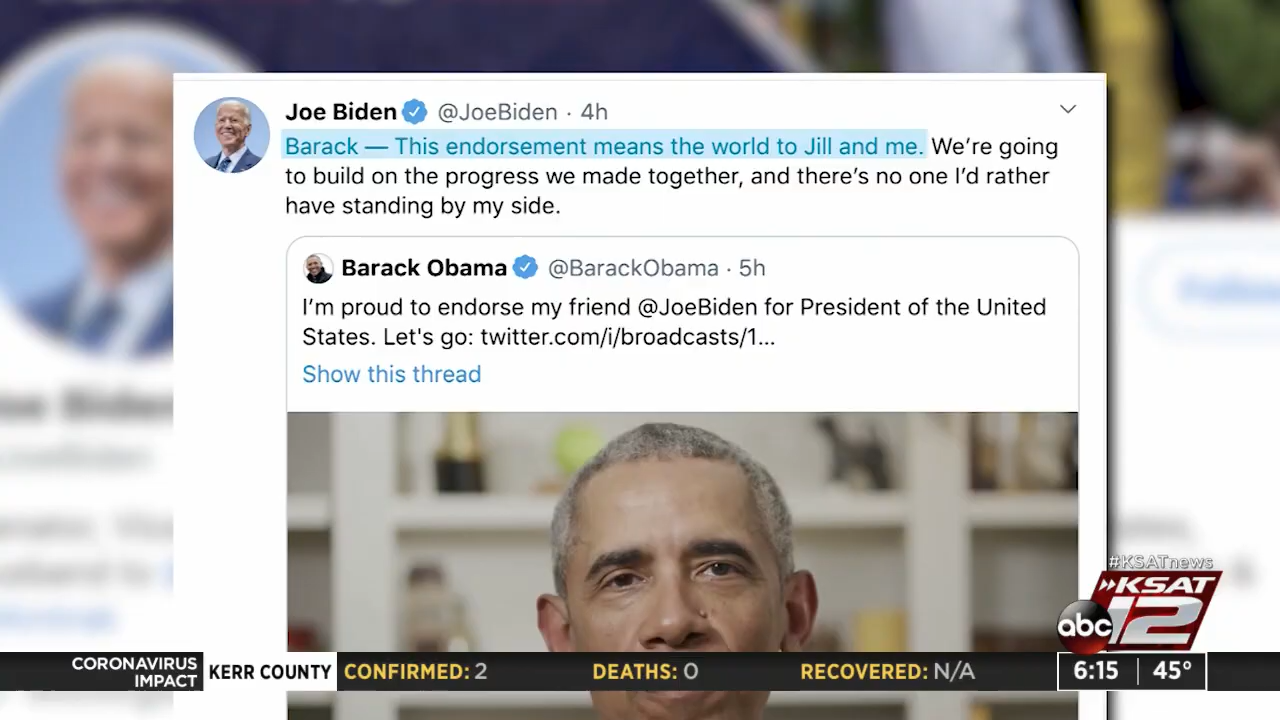 Joe Biden @JoeBiden · 4h
Barack — This endorsement means the world to Jill and me. We’re going
to build on the progress we made together, and there’s no one I’d rather
have standing by my side.
Barack Obama @BarackObama · 5h
I’m proud to endorse my friend @JoeBiden for President of the United
States. Let's go: twitter.com/i/broadcasts/1...
Show this thread
#KSATnews
KSAT
abc 12
CORONAVIRUS
IMPACT
KERR COUNTY CONFIRMED: 2 DEATHS: 0 RECOVERED: N/A 6:15 45°